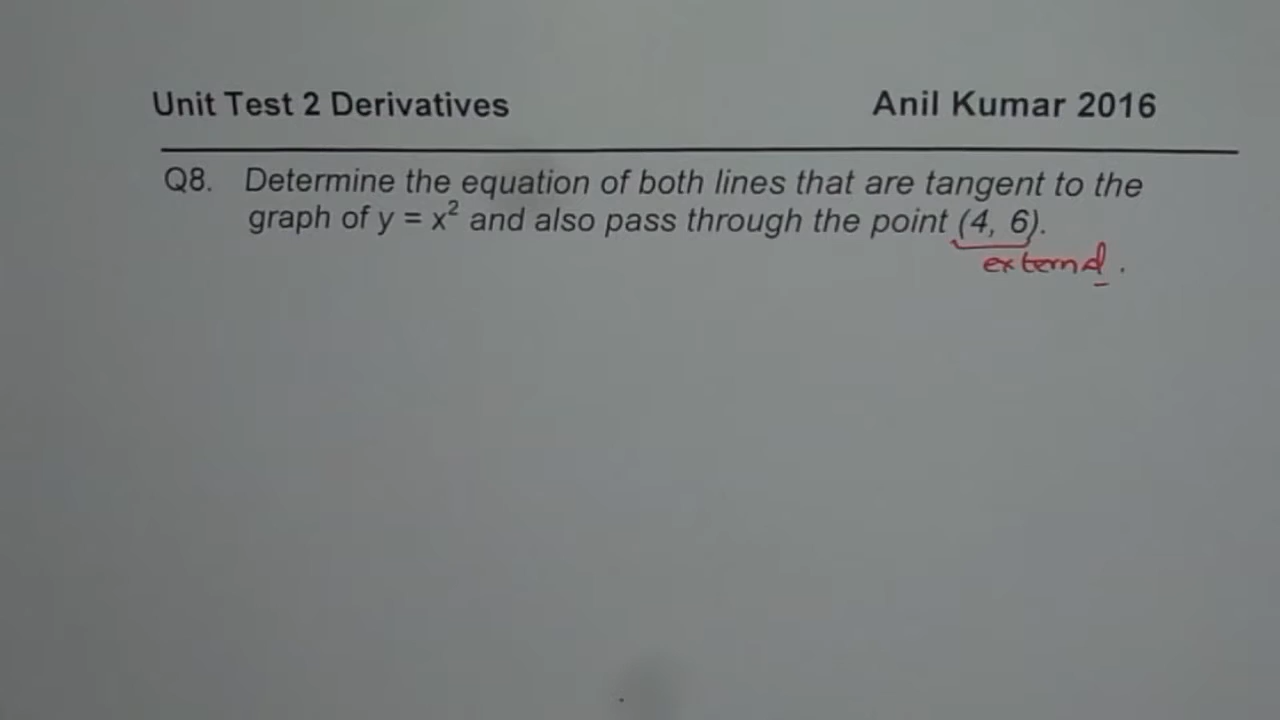 Unit Test 2 Derivatives Anil Kumar 2016
Q8. Determine the equation of both lines that are tangent to the
graph of y = x² and also pass through the point (4, 6).
external.